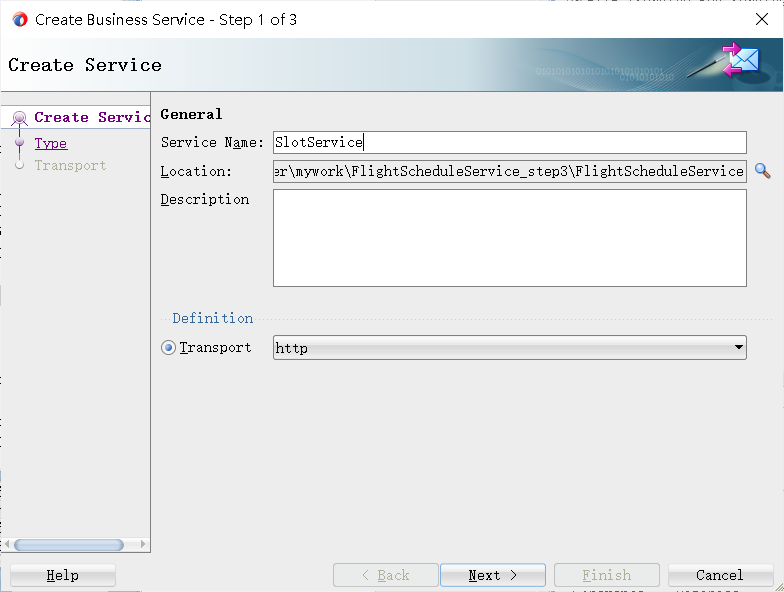 Create Business Service - Step 1 of 3
Create Service
Create Servic
Type
Transport
General
Service Name: SlotService
Location: er\mywork\FlightScheduleService_step3\FlightScheduleService
Description
Definition
Transport http
Help
< Back
Next >
Finish
Cancel